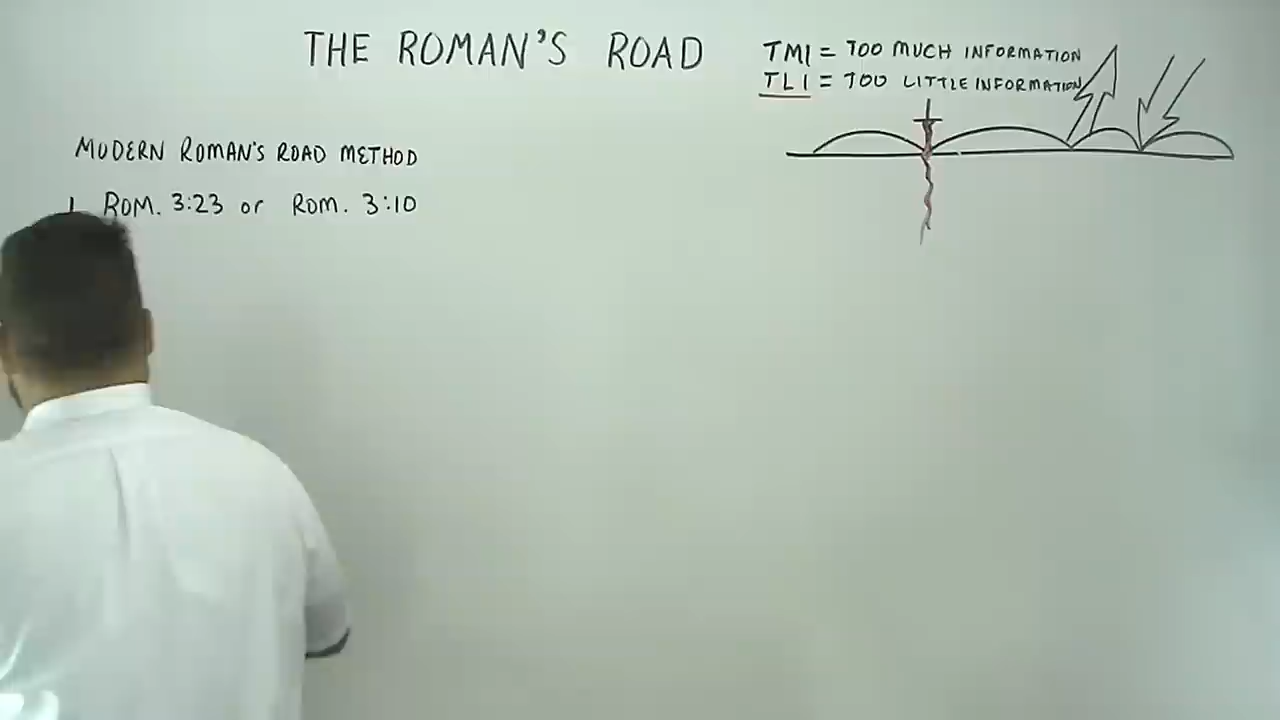 THE ROMAN'S ROAD
TMI = TOO MUCH INFORMATION
TLI = TOO LITTLE INFORMATION
MODERN ROMAN'S ROAD METHOD
1 ROM. 3:23 or ROM. 3:10